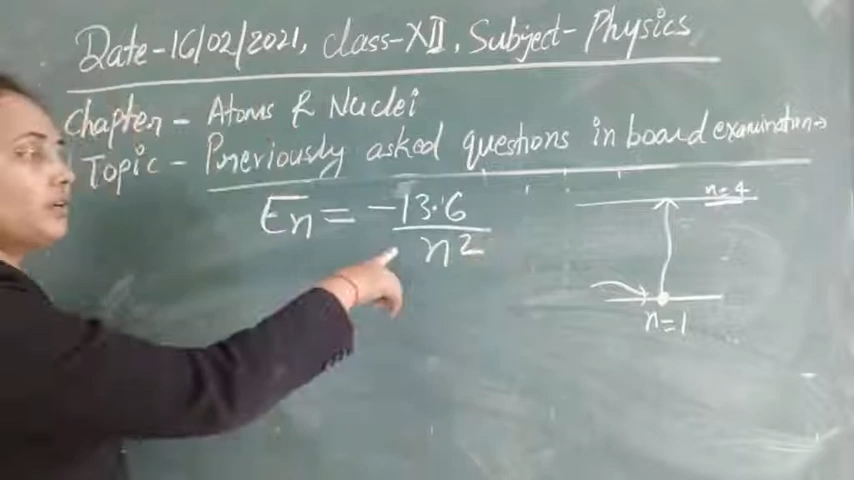 Date-16/02/2021, class-XII, Subject- Physics
Chapter - Atoms & Nuclei
Topic - Previously asked questions in board examination→
En = -13.6
n²
n=4
n=1